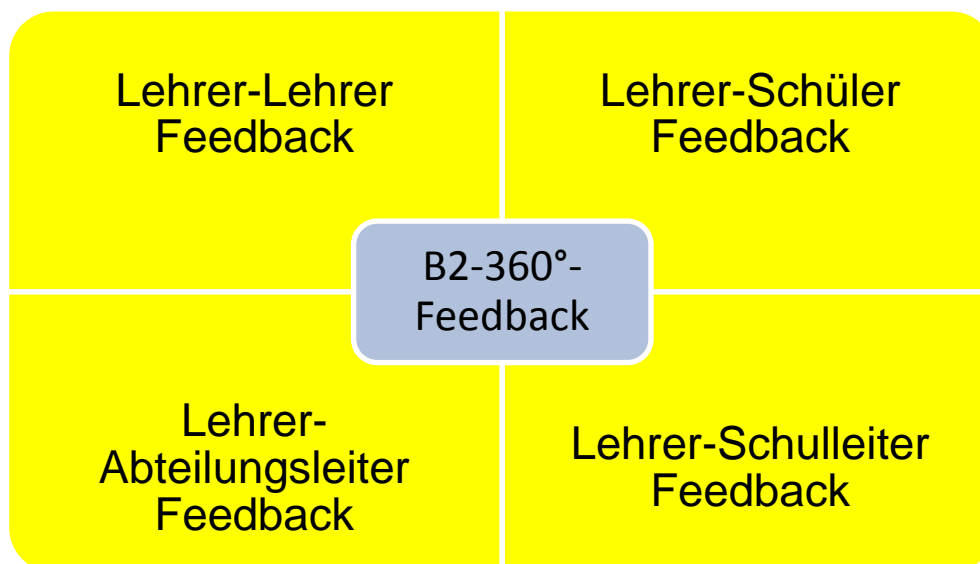 Lehrer-Lehrer
Feedback
Lehrer-Schüler
Feedback
B2-360°-
Feedback
Lehrer-
Abteilungsleiter
Feedback
Lehrer-Schulleiter
Feedback